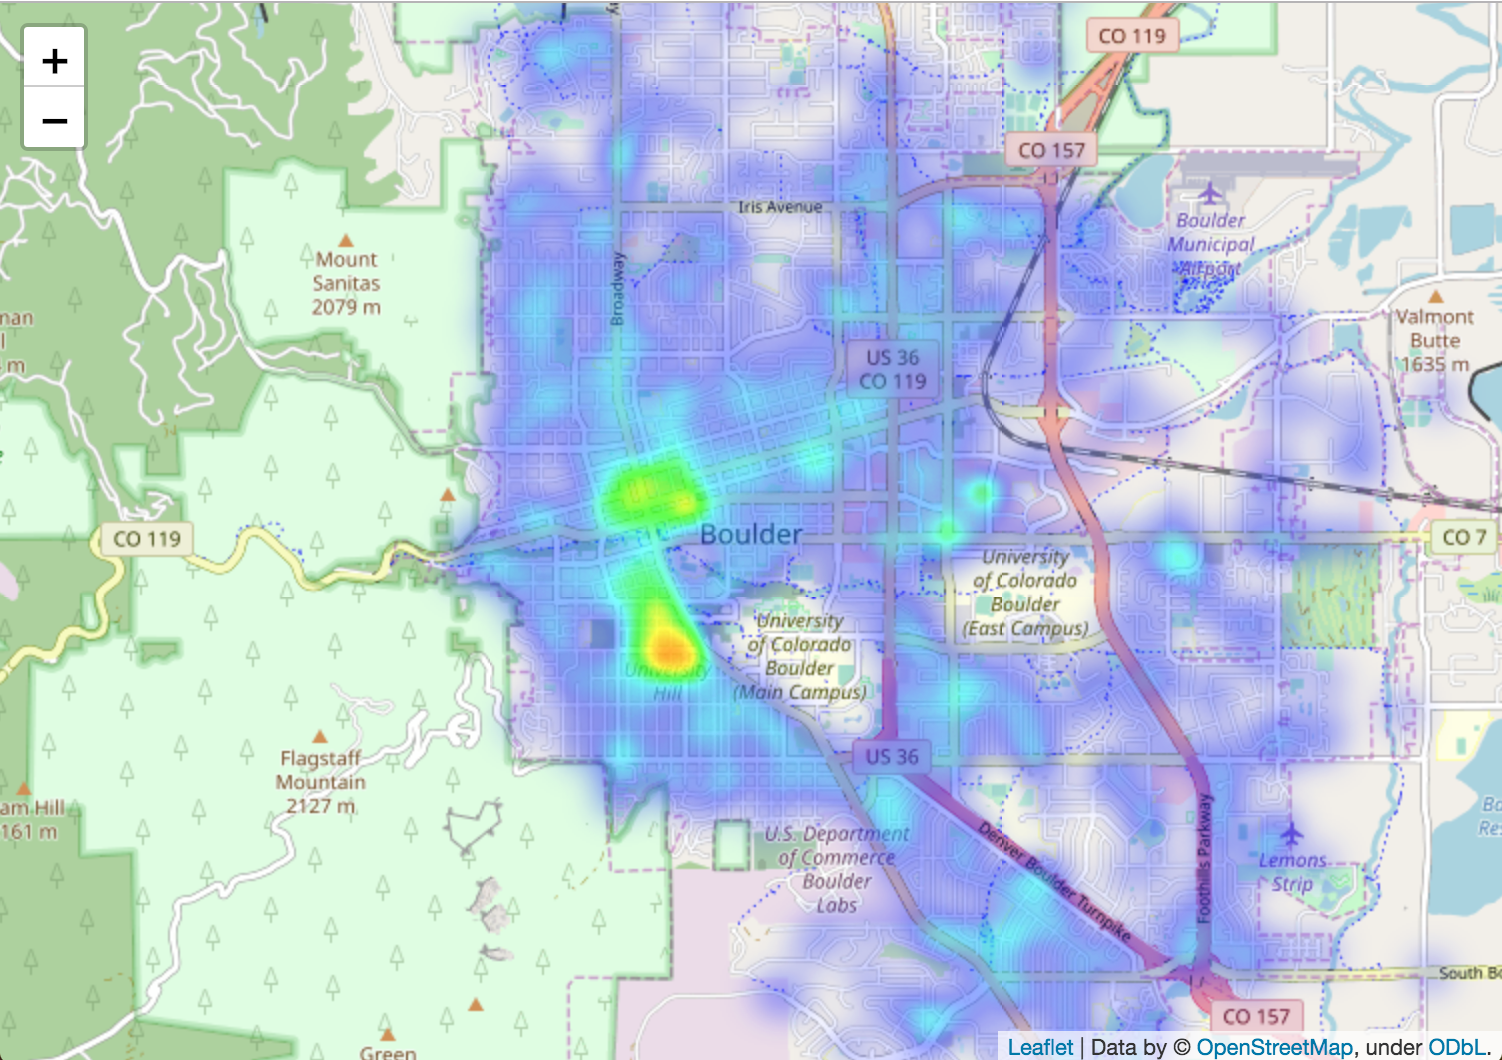 +
−
CO 119
CO 157
Iris Avenue
Boulder
Municipal
Airport
Mount
Sanitas
2079 m
Broadway
Valmont
Butte
1635 m
US 36
CO 119
CO 119
Boulder
CO 7
University
of Colorado
Boulder
(East Campus)
University
of Colorado
Boulder
(Main Campus)
University
Hill
Flagstaff
Mountain
2127 m
US 36
am Hill
161 m
U.S. Department
of Commerce
Boulder
Labs
Denver Boulder Turnpike
Foothills Parkway
Lemons
Strip
South Bo
CO 157
Green
Leaflet | Data by © OpenStreetMap, under ODbL.